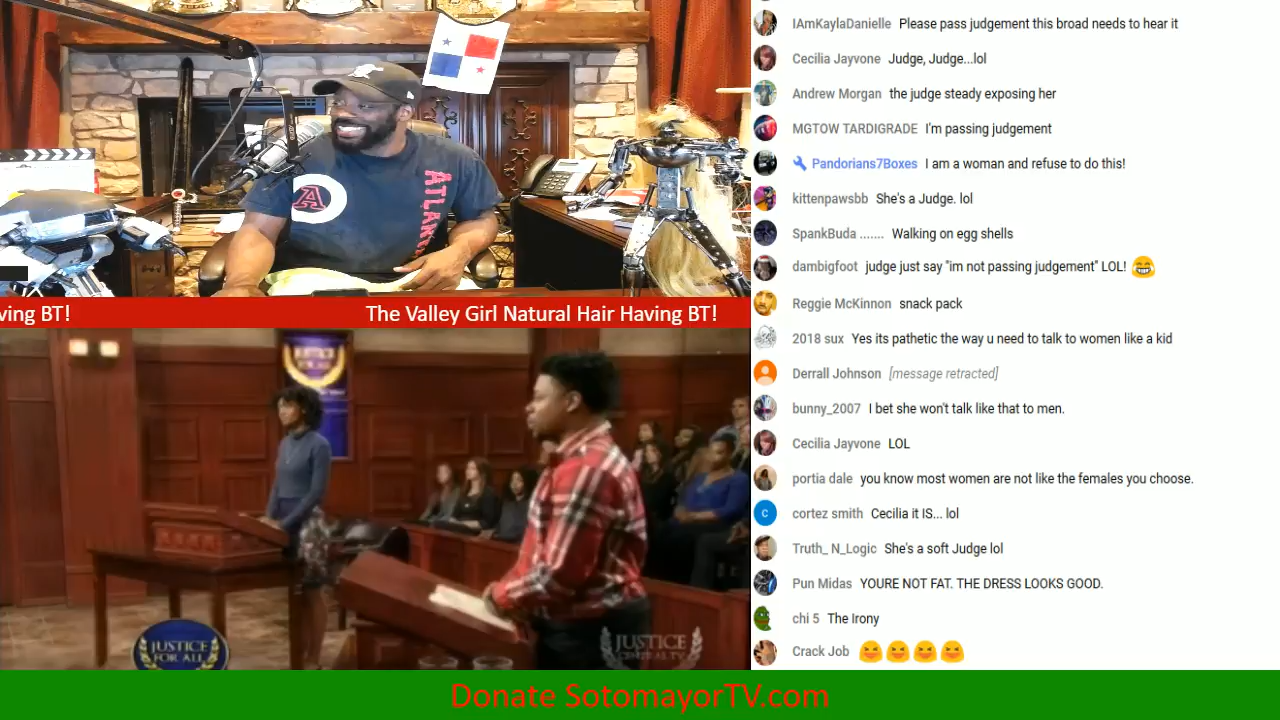 A
ATLAN
ving BT!
The Valley Girl Natural Hair Having BT!
JUSTICE
FOR ALL
JUSTICE
FOR ALL
JUSTICE
CENTRAL.TV
IAmKaylaDanielle Please pass judgement this broad needs to hear it
Cecilia Jayvone Judge, Judge...lol
Andrew Morgan the judge steady exposing her
MGTOW TARDIGRADE I'm passing judgement
Pandorians7Boxes I am a woman and refuse to do this!
kittenpawsbb She's a Judge. lol
SpankBuda ....... Walking on egg shells
dambigfoot judge just say "im not passing judgement" LOL! 😂
Reggie McKinnon snack pack
2018 sux Yes its pathetic the way u need to talk to women like a kid
Derrall Johnson [message retracted]
bunny_2007 I bet she won't talk like that to men.
Cecilia Jayvone LOL
portia dale you know most women are not like the females you choose.
C
cortez smith Cecilia it IS... lol
Truth_ N_Logic She's a soft Judge lol
Pun Midas YOURE NOT FAT. THE DRESS LOOKS GOOD.
chi 5 The Irony
Crack Job 😝😝😝😝
Donate SotomayorTV.com